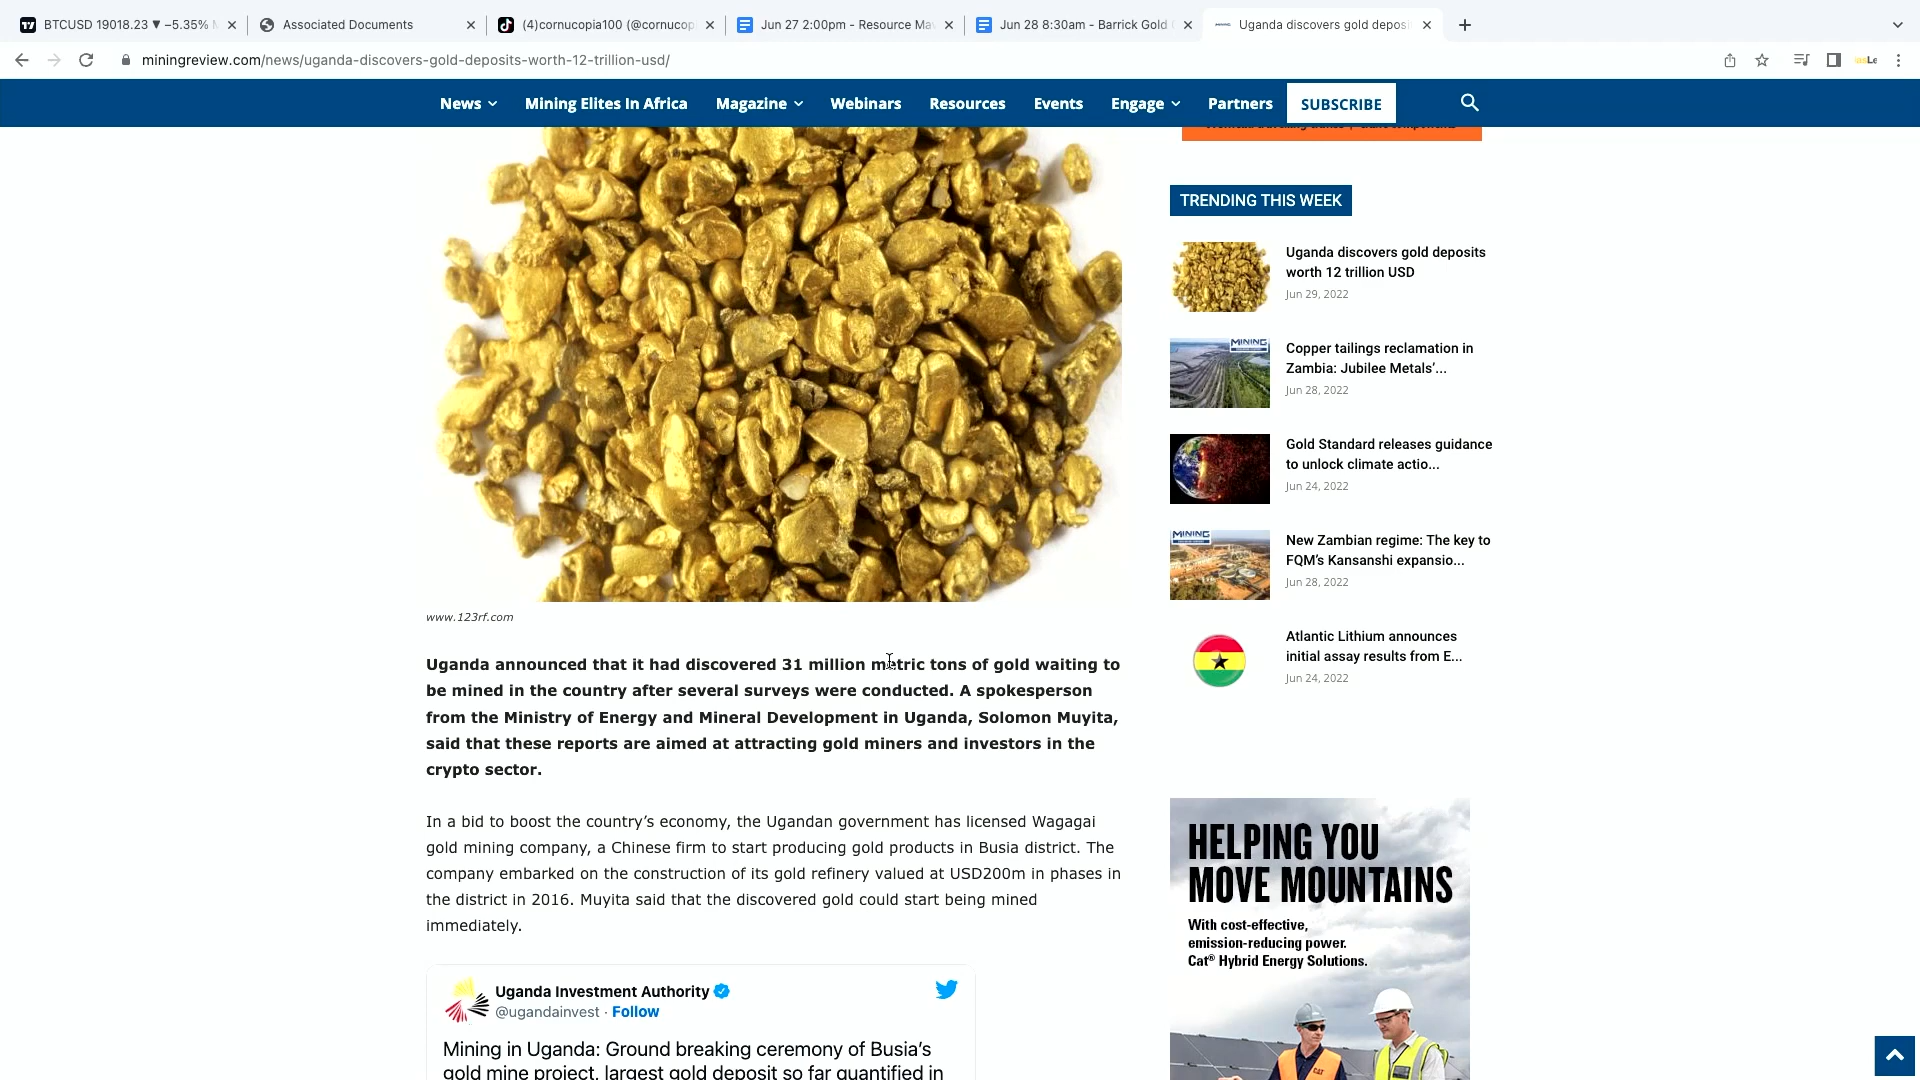 BTCUSD 19018.23 ▼ −5.35%
Associated Documents
(4)cornucopia100 (@cornucop
Jun 27 2:00pm - Resource Ma
Jun 28 8:30am - Barrick Gold
Uganda discovers gold deposi
miningreview.com/news/uganda-discovers-gold-deposits-worth-12-trillion-usd/
News
Mining Elites In Africa
Magazine
Webinars
Resources
Events
Engage
Partners
SUBSCRIBE
www.123rf.com
Uganda announced that it had discovered 31 million metric tons of gold waiting to
be mined in the country after several surveys were conducted. A spokesperson
from the Ministry of Energy and Mineral Development in Uganda, Solomon Muyita,
said that these reports are aimed at attracting gold miners and investors in the
crypto sector.
In a bid to boost the country’s economy, the Ugandan government has licensed Wagagai
gold mining company, a Chinese firm to start producing gold products in Busia district. The
company embarked on the construction of its gold refinery valued at USD200m in phases in
the district in 2016. Muyita said that the discovered gold could start being mined
immediately.
Uganda Investment Authority
@ugandainvest · Follow
Mining in Uganda: Ground breaking ceremony of Busia’s
gold mine project, largest gold deposit so far quantified in
TRENDING THIS WEEK
Uganda discovers gold deposits
worth 12 trillion USD
Jun 29, 2022
MINING
Copper tailings reclamation in
Zambia: Jubilee Metals’...
Jun 28, 2022
Gold Standard releases guidance
to unlock climate actio...
Jun 24, 2022
MINING
New Zambian regime: The key to
FQM’s Kansanshi expansio...
Jun 28, 2022
Atlantic Lithium announces
initial assay results from E...
Jun 24, 2022
HELPING YOU
MOVE MOUNTAINS
With cost-effective,
emission-reducing power.
Cat® Hybrid Energy Solutions.
CAT